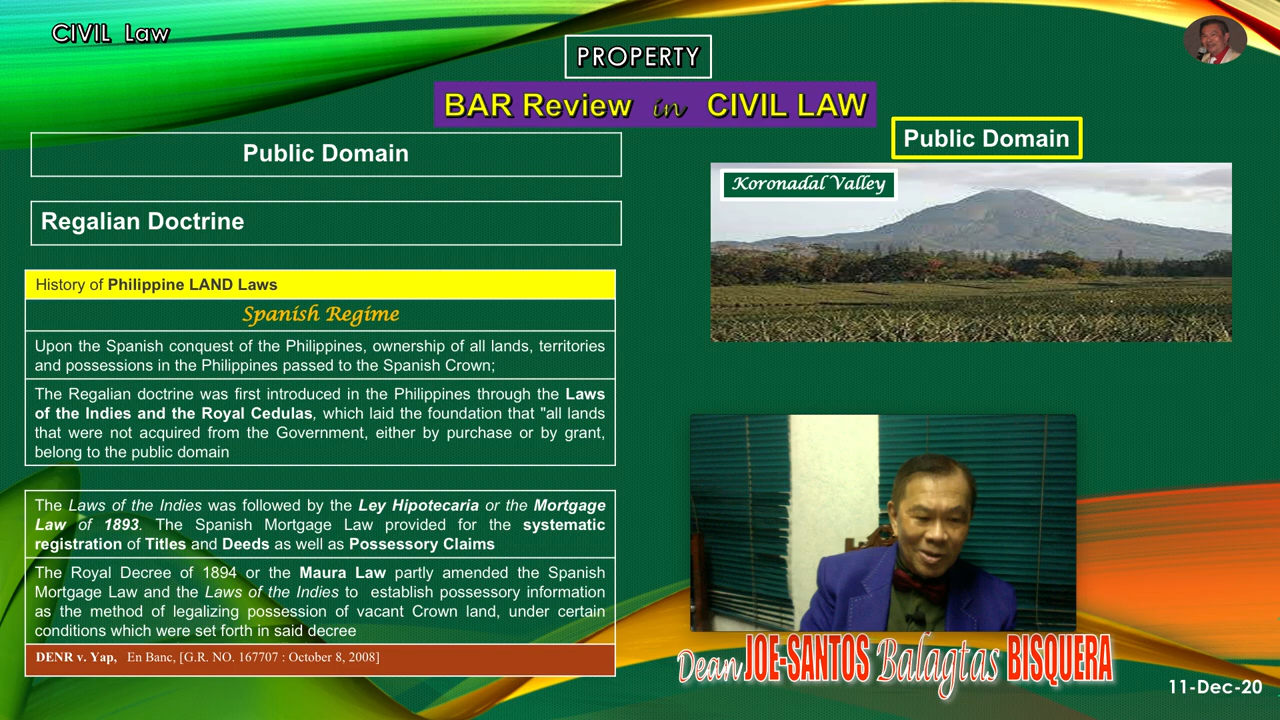 CIVIL Law
PROPERTY
BAR Review in CIVIL LAW
Public Domain
Regalian Doctrine
History of Philippine LAND Laws
Spanish Regime
Upon the Spanish conquest of the Philippines, ownership of all lands, territories
and possessions in the Philippines passed to the Spanish Crown;
The Regalian doctrine was first introduced in the Philippines through the Laws
of the Indies and the Royal Cedulas, which laid the foundation that "all lands
that were not acquired from the Government, either by purchase or by grant,
belong to the public domain
The Laws of the Indies was followed by the Ley Hipotecaria or the Mortgage
Law of 1893. The Spanish Mortgage Law provided for the systematic
registration of Titles and Deeds as well as Possessory Claims
The Royal Decree of 1894 or the Maura Law partly amended the Spanish
Mortgage Law and the Laws of the Indies to establish possessory information
as the method of legalizing possession of vacant Crown land, under certain
conditions which were set forth in said decree
DENR v. Yap, En Banc, [G.R. NO. 167707 : October 8, 2008]
Public Domain
Koronadal Valley
Dean JOE-SANTOS Balagtas BISQUERA
11-Dec-20